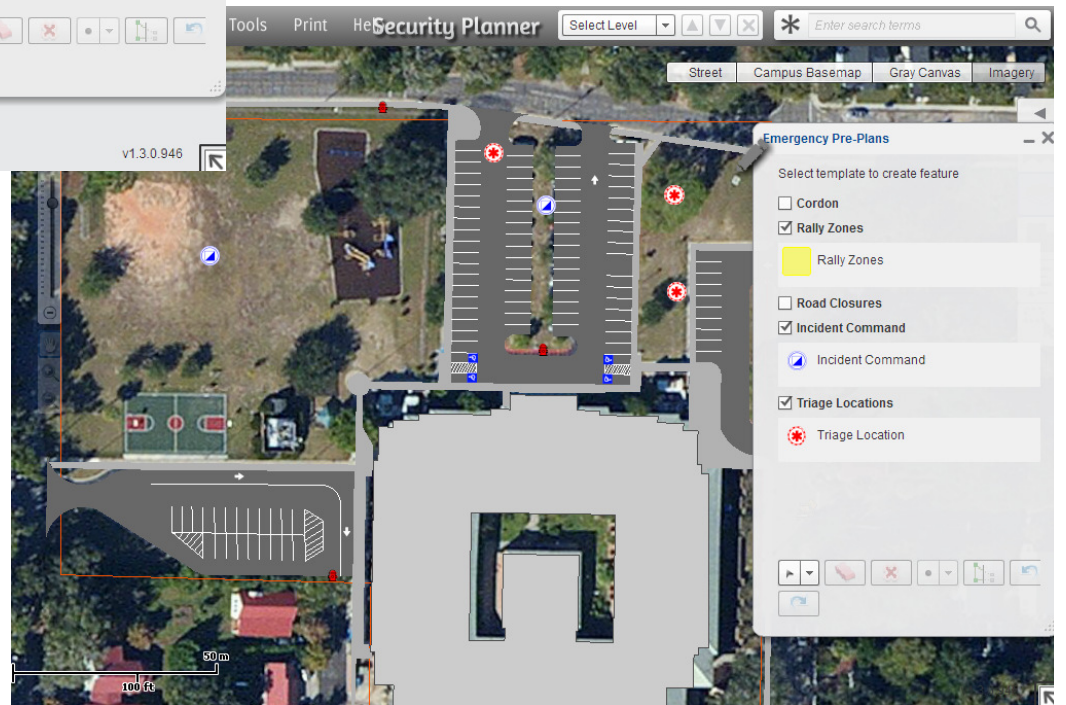 Tools Print He Security Planner Select Level Enter search terms
Street Campus Basemap Gray Canvas Imagery
v1.3.0.946
Emergency Pre-Plans
Select template to create feature
Cordon
Rally Zones
Rally Zones
Road Closures
Incident Command
Incident Command
Triage Locations
Triage Location
50 m
100 ft